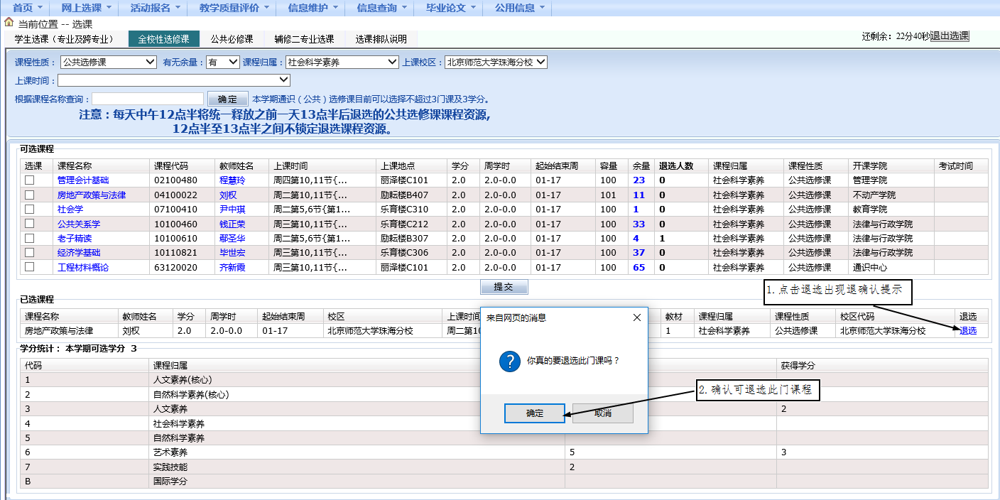 首页 网上选课 活动报名 教学质量评价 信息维护 信息查询 毕业论文 公用信息
当前位置 -- 选课
学生选课（专业及跨专业） 全校性选修课 公共必修课 辅修二专业选课 选课排队说明 还剩余：22分40秒退出选课
课程性质： 公共选修课 有无余量： 有 课程归属： 社会科学素养 上课校区： 北京师范大学珠海分校
上课时间：
根据课程名称查询： 确定 本学期通识（公共）选修课目前可以选择不超过3门课及3学分。
注意：每天中午12点半将统一释放之前一天13点半后退选的公共选修课课程资源,
12点半至13点半之间不锁定退选课程资源。
可选课程
选课 课程名称 课程代码 教师姓名 上课时间 上课地点 学分 周学时 起始结束周 容量 余量 退选人数 课程归属 课程性质 开课学院 考试时间
管理会计基础 02100480 程慧玲 周四第10,11节{... 丽泽楼C101 2.0 2.0-0.0 01-17 100 23 0 社会科学素养 公共选修课 管理学院
房地产政策与法律 04100022 刘权 周二第10,11节{... 励耘楼B407 2.0 2.0-0.0 01-17 101 11 0 社会科学素养 公共选修课 不动产学院
社会学 07100410 尹中琪 周二第5,6节{第1... 乐育楼C310 2.0 2.0-0.0 01-17 100 1 0 社会科学素养 公共选修课 教育学院
公共关系学 10100460 钱正荣 周三第10,11节{... 乐育楼C212 2.0 2.0-0.0 01-17 100 33 0 社会科学素养 公共选修课 法律与行政学院
老子精读 10100610 鄢圣华 周二第5,6节{第1... 励耘楼B307 2.0 2.0-0.0 01-17 100 4 1 社会科学素养 公共选修课 法律与行政学院
经济学基础 10110821 毕世宏 周三第10,11节{... 乐育楼C306 2.0 2.0-0.0 01-17 100 37 0 社会科学素养 公共选修课 法律与行政学院
工程材料概论 63120020 齐新霞 周三第10,11节{... 丽泽楼C101 2.0 2.0-0.0 01-17 100 65 0 社会科学素养 公共选修课 通识中心
提交
1.点击退选出现退确认提示
已选课程
课程名称 教师姓名 学分 周学时 起始结束周 校区 上课时间 教材 课程归属 课程性质 校区代码 退选
房地产政策与法律 刘权 2.0 2.0-0.0 01-17 北京师范大学珠海分校 周二第10 1 社会科学素养 公共选修课 北京师范大学珠海分校 退选
来自网页的消息
你真的要退选此门课吗？
确定 取消
2.确认可退选此门课程
学分统计： 本学期可选学分 3
代码 课程归属 获得学分
1 人文素养(核心)
2 自然科学素养(核心)
3 人文素养 2
4 社会科学素养
5 自然科学素养
6 艺术素养 5 3
7 实践技能 2
B 国际学分